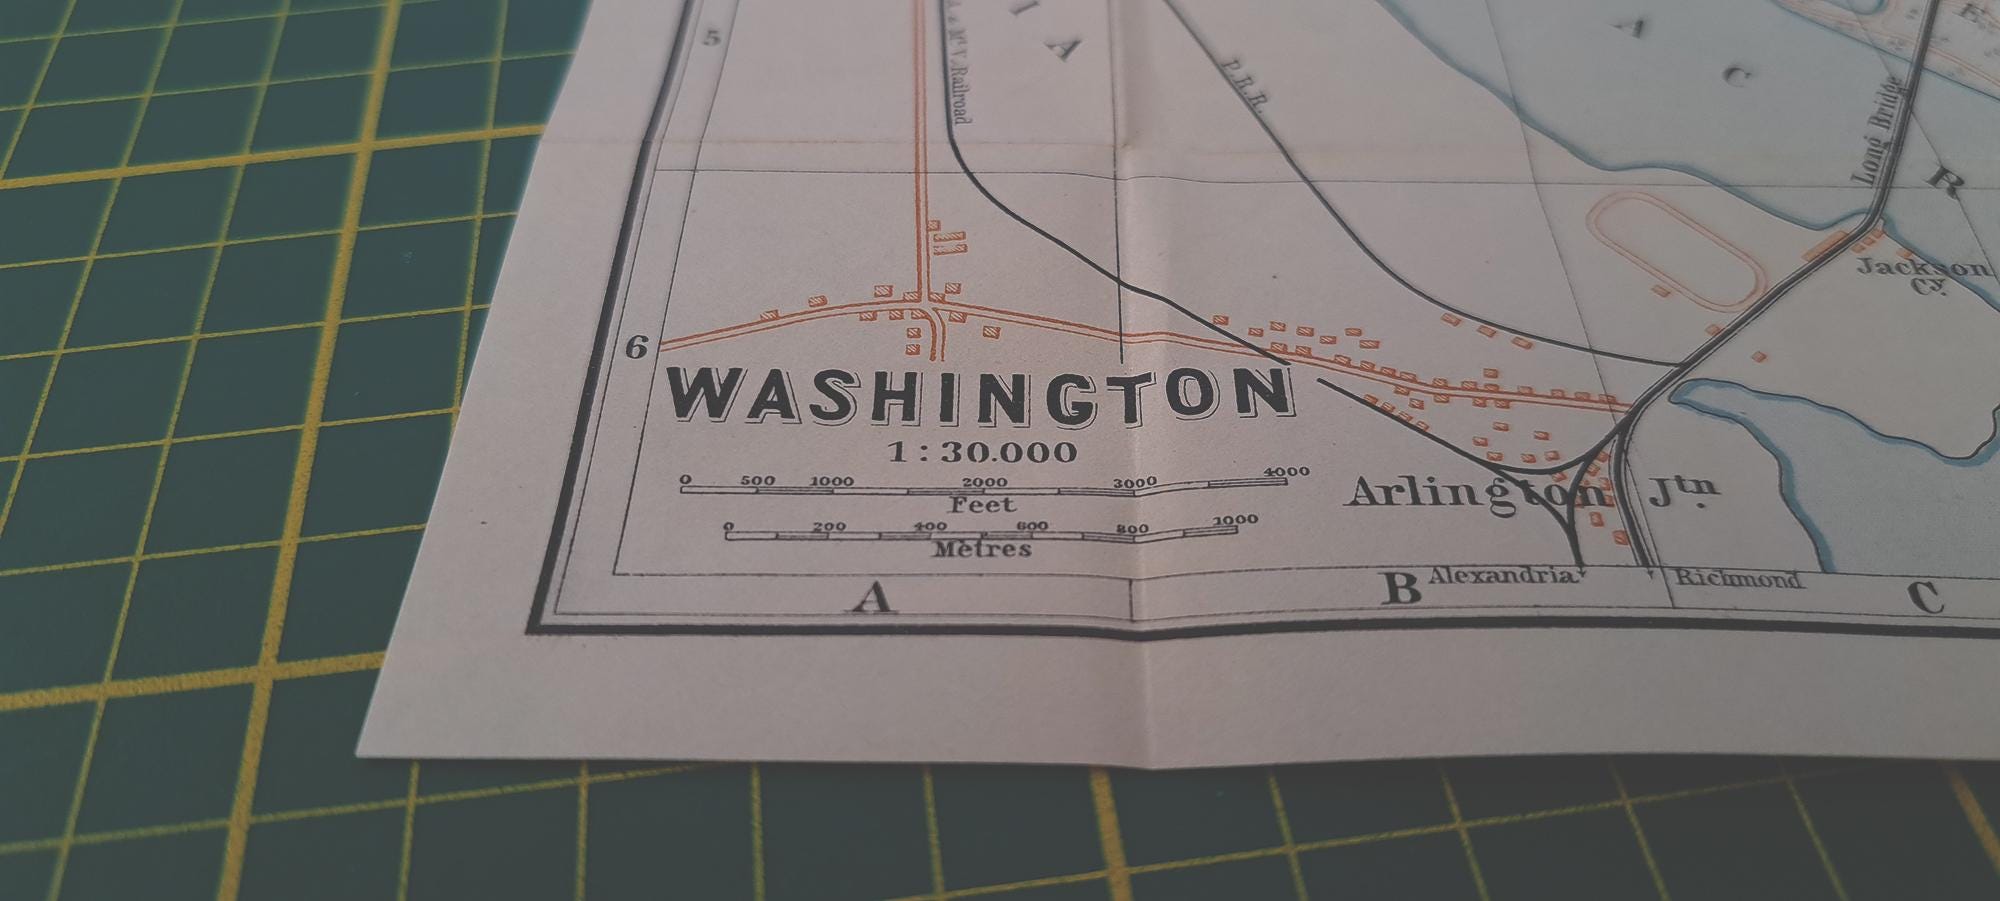 5
I A
A. & Mt. V. Railroad
P.R.R.
A C
E
Long Bridge
R
Jackson
Cy.
6
WASHINGTON
1:30.000
0 500 1000 2000 3000 4000
Feet
0 200 400 600 800 1000
Mètres
Arlington Jtn.
A
B
Alexandria
Richmond
C